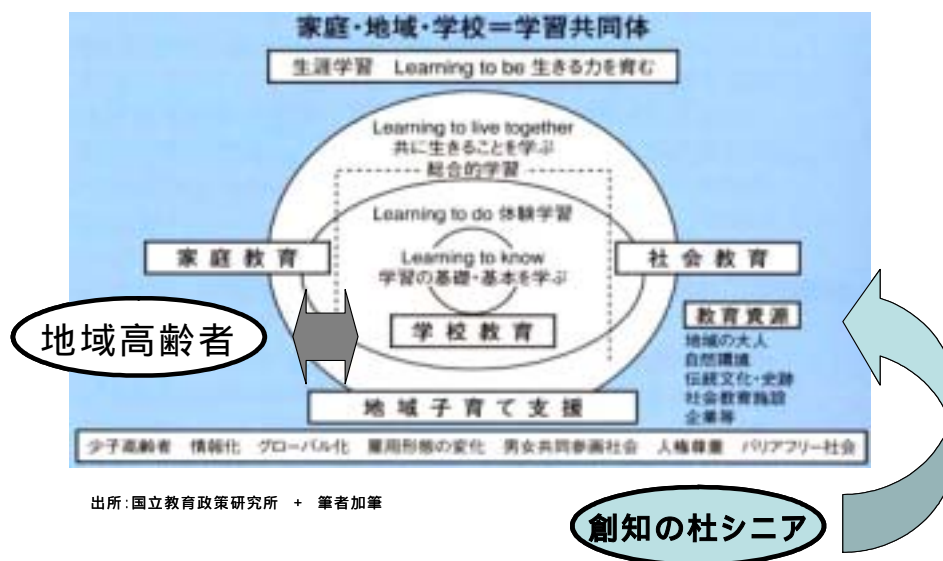 家庭・地域・学校=学習共同体
生涯学習 Learning to be 生きる力を育む
Learning to live together
共に生きることを学ぶ
総合的学習
Learning to do 体験学習
家庭教育
Learning to know
学習の基礎・基本を学ぶ
社会教育
学校教育
教育資源
地域の大人
自然環境
伝統文化・史跡
社会教育施設
企業等
地域高齢者
地域子育て支援
少子高齢者 情報化 グローバル化 雇用形態の変化 男女共同参画社会 人権尊重 バリアフリー社会
出所:国立教育政策研究所 + 筆者加筆
創知の杜シニア